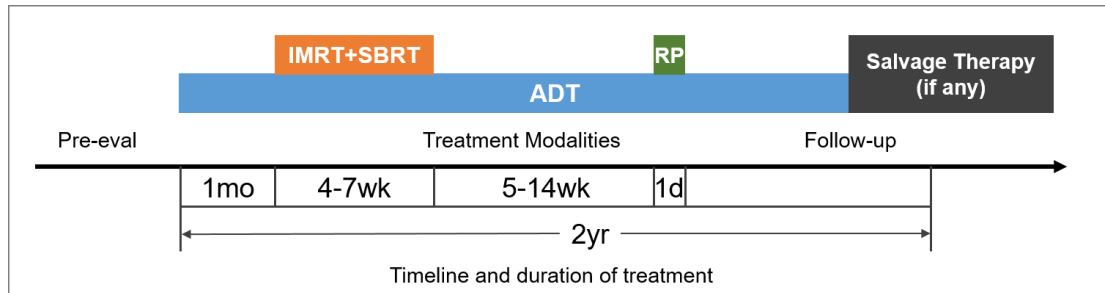 IMRT+SBRT
RP
Salvage Therapy
(if any)
ADT
Pre-eval
Treatment Modalities
Follow-up
1mo
4-7wk
5-14wk
1d
2yr
Timeline and duration of treatment